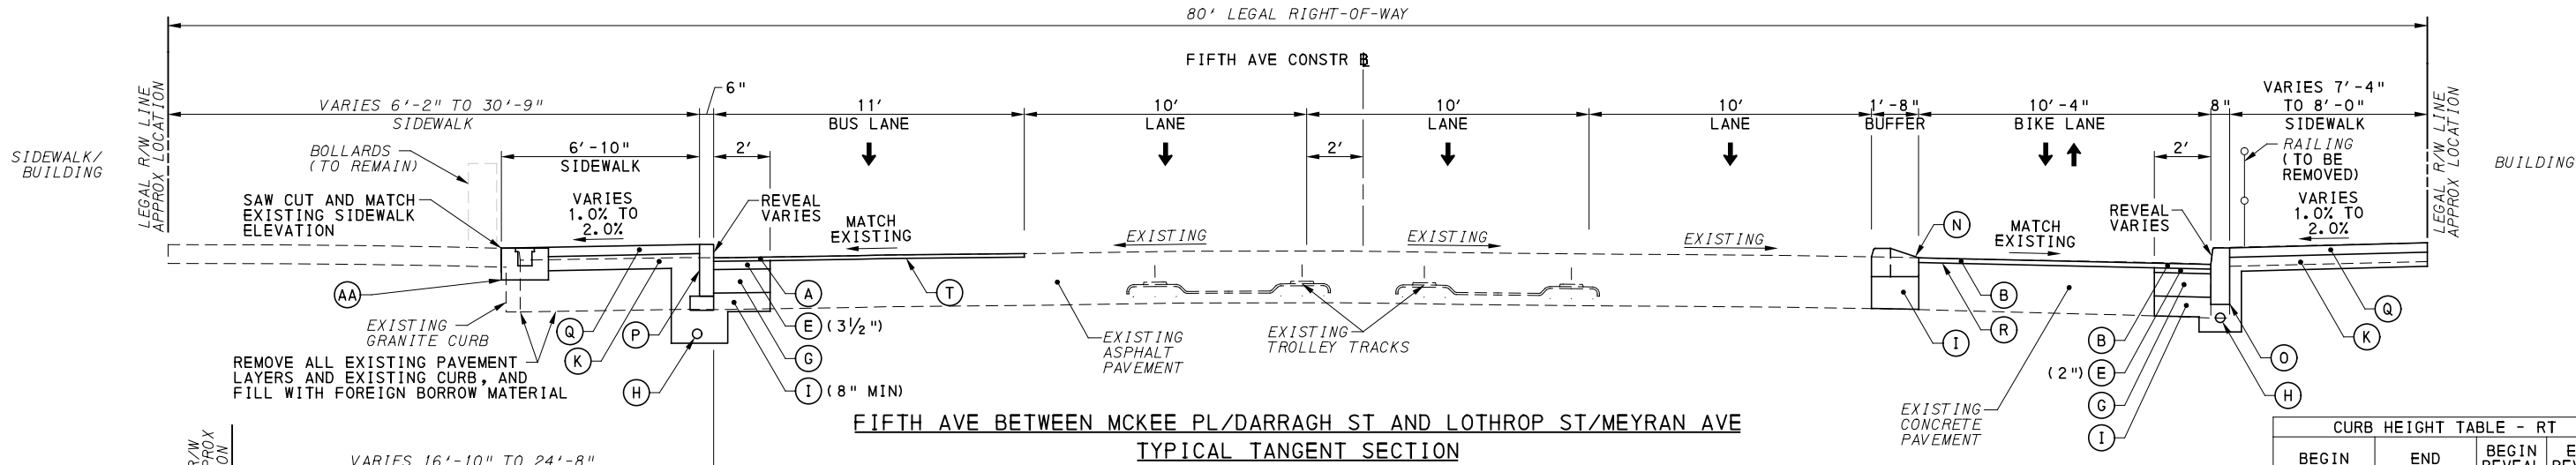 80' LEGAL RIGHT-OF-WAY
FIFTH AVE CONSTR B
LEGAL R/W LINE
APPROX LOCATION
VARIES 6'-2" TO 30'-9"
SIDEWALK
6"
11'
BUS LANE
10'
LANE
10'
LANE
10'
LANE
1'-8"
BUFFER
10'-4"
BIKE LANE
8"
VARIES 7'-4"
TO 8'-0"
SIDEWALK
LEGAL R/W LINE
APPROX LOCATION
SIDEWALK/
BUILDING
BUILDING
BOLLARDS
(TO REMAIN)
6'-10"
SIDEWALK
2'
2'
2'
RAILING
(TO BE
REMOVED)
SAW CUT AND MATCH
EXISTING SIDEWALK
ELEVATION
VARIES
1.0% TO
2.0%
REVEAL
VARIES
MATCH
EXISTING
EXISTING
EXISTING
EXISTING
N
MATCH
EXISTING
REVEAL
VARIES
VARIES
1.0% TO
2.0%
AA
EXISTING
GRANITE CURB
Q
K
P
H
A
T
E (3½")
G
I (8" MIN)
EXISTING
ASPHALT
PAVEMENT
EXISTING
TROLLEY TRACKS
I
B
R
EXISTING
CONCRETE
PAVEMENT
B
(2") E
G
I
Q
K
O
H
REMOVE ALL EXISTING PAVEMENT
LAYERS AND EXISTING CURB, AND
FILL WITH FOREIGN BORROW MATERIAL
FIFTH AVE BETWEEN MCKEE PL/DARRAGH ST AND LOTHROP ST/MEYRAN AVE
TYPICAL TANGENT SECTION
R/W
VARIES 16'-10" TO 24'-8"
CURB HEIGHT TABLE - RT
BEGIN
END
BEGIN
REVEAL